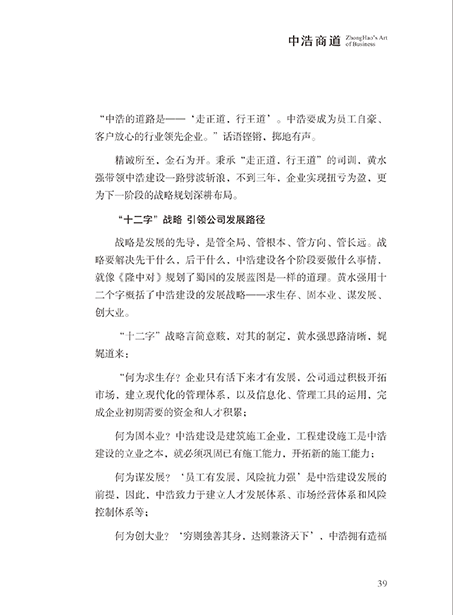 中浩商道 ZhongHao's Art
of Business
“中浩的道路是——‘走正道，行王道’。中浩要成为员工自豪、
客户放心的行业领先企业。”话语铿锵，掷地有声。
精诚所至，金石为开。秉承“走正道，行王道”的司训，黄水
强带领中浩建设一路劈波斩浪，不到三年，企业实现扭亏为盈，更
为下一阶段的战略规划深耕布局。
“十二字”战略 引领公司发展路径
战略是发展的先导，是管全局、管根本、管方向、管长远。战
略要解决先干什么，后干什么，中浩建设各个阶段要做什么事情，
就像《隆中对》规划了蜀国的发展蓝图是一样的道理。黄水强用十
二个字概括了中浩建设的发展战略——求生存、固本业、谋发展、
创大业。
“十二字”战略言简意赅，对其的制定，黄水强思路清晰，娓
娓道来：
“何为求生存？企业只有活下来才有发展，公司通过积极开拓
市场，建立现代化的管理体系，以及信息化、管理工具的运用，完
成企业初期需要的资金和人才积累；
何为固本业？中浩建设是建筑施工企业，工程建设施工是中浩
建设的立业之本，就必须巩固已有施工能力，开拓新的施工能力；
何为谋发展？‘员工有发展，风险抗力强’是中浩建设发展的
前提，因此，中浩致力于建立人才发展体系、市场经营体系和风险
控制体系等；
何为创大业？‘穷则独善其身，达则兼济天下’，中浩拥有造福
39